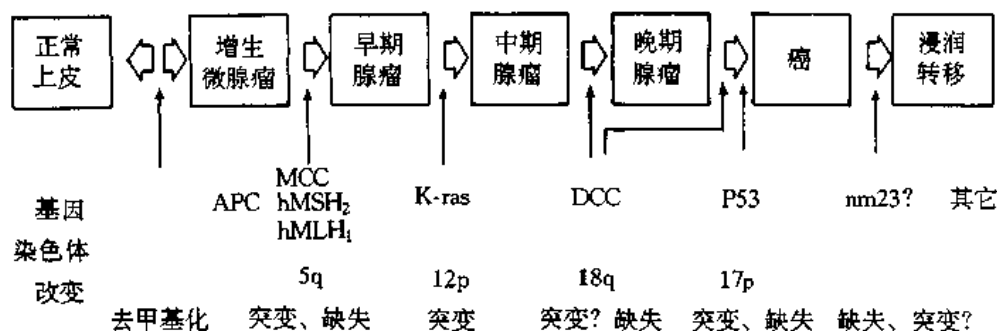 正常 增生 早期 中期 晚期 癌 浸润
上皮 微腺瘤 腺瘤 腺瘤 腺瘤 转移
MCC
基因 APC hMSH₂ K-ras DCC P53 nm23? 其它
染色体 hMLH₁
改变 5q 12p 18q 17p
去甲基化 突变、缺失 突变 突变? 缺失 突变、缺失 缺失、突变?